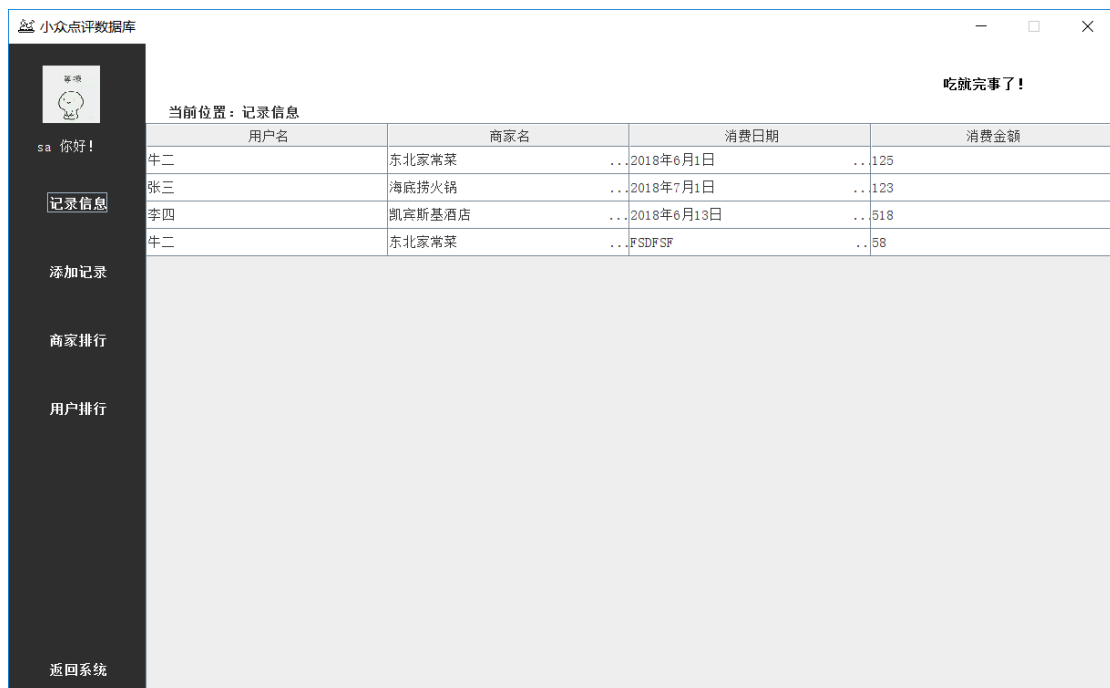 小众点评数据库
吃就完事了!
当前位置：记录信息
sa 你好!
记录信息
添加记录
商家排行
用户排行
返回系统
用户名 商家名 消费日期 消费金额
牛二 东北家常菜 ... 2018年6月1日 ... 125
张三 海底捞火锅 ... 2018年7月1日 ... 123
李四 凯宾斯基酒店 ... 2018年6月13日 ... 518
牛二 东北家常菜 ... FSDFSF .. 58